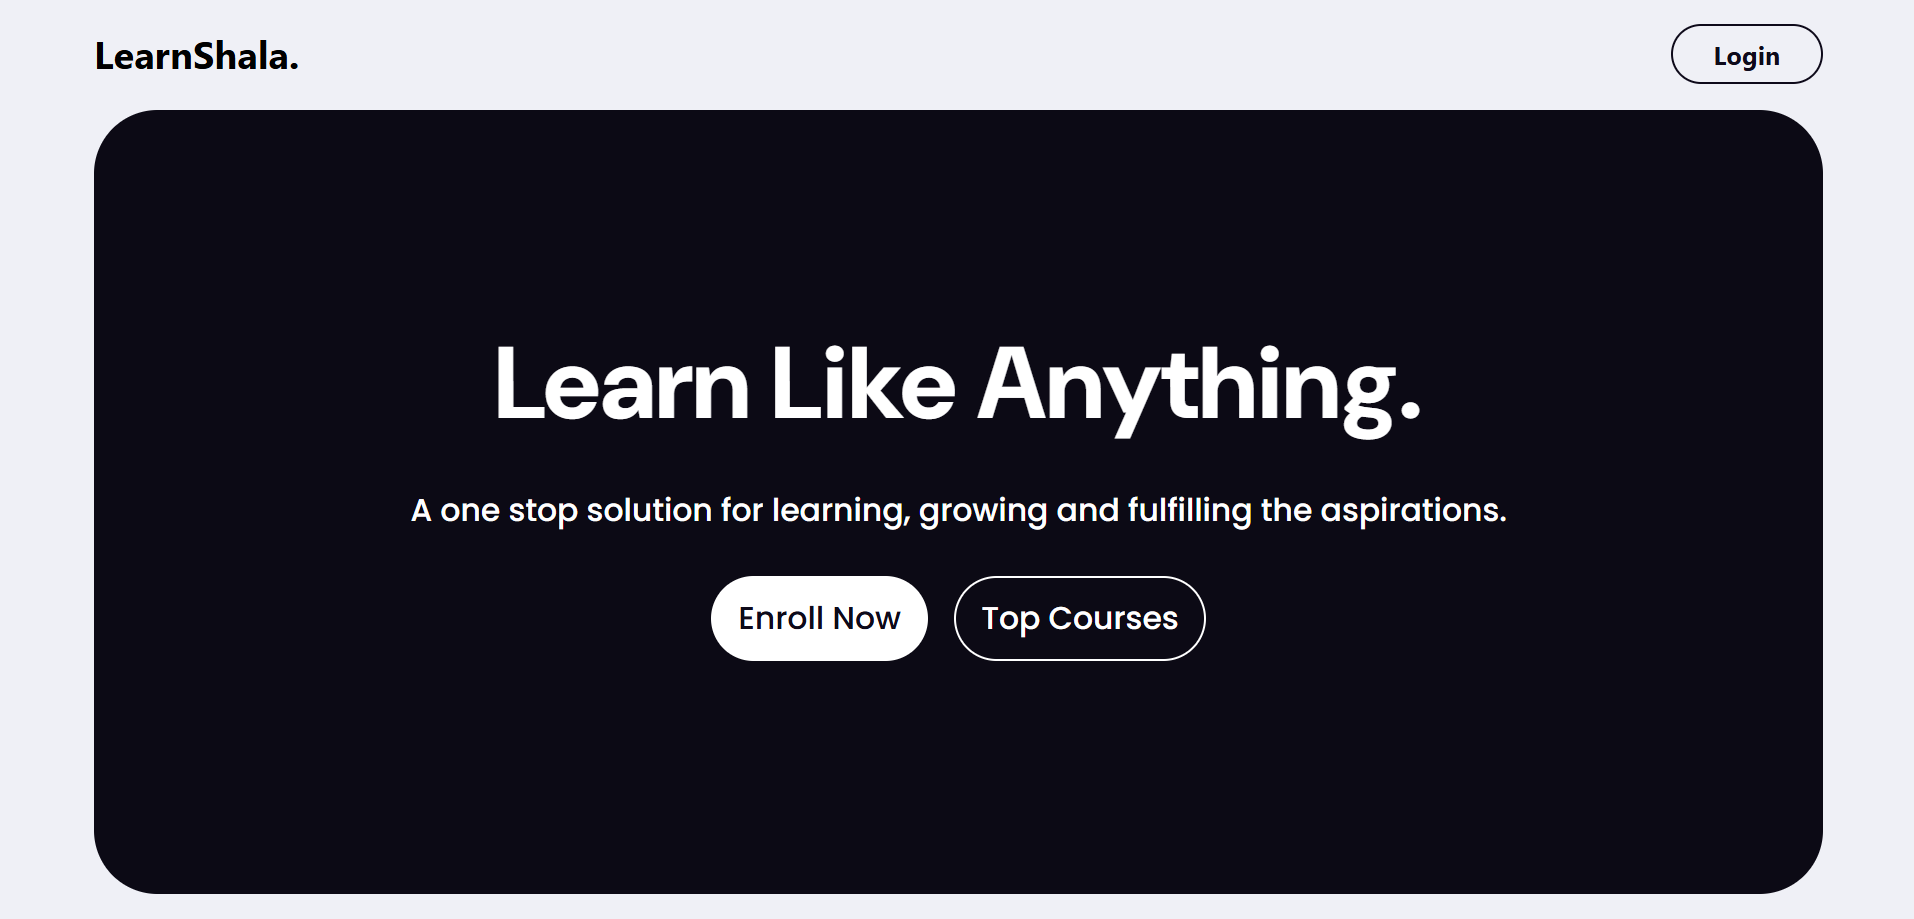 LearnShala.
Login
Learn Like Anything.
A one stop solution for learning, growing and fulfilling the aspirations.
Enroll Now
Top Courses